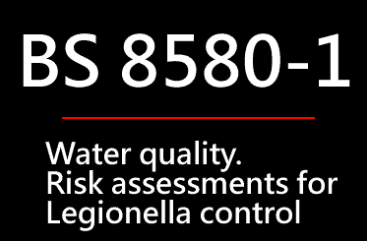 BS 8580-1
Water quality.
Risk assessments for
Legionella control